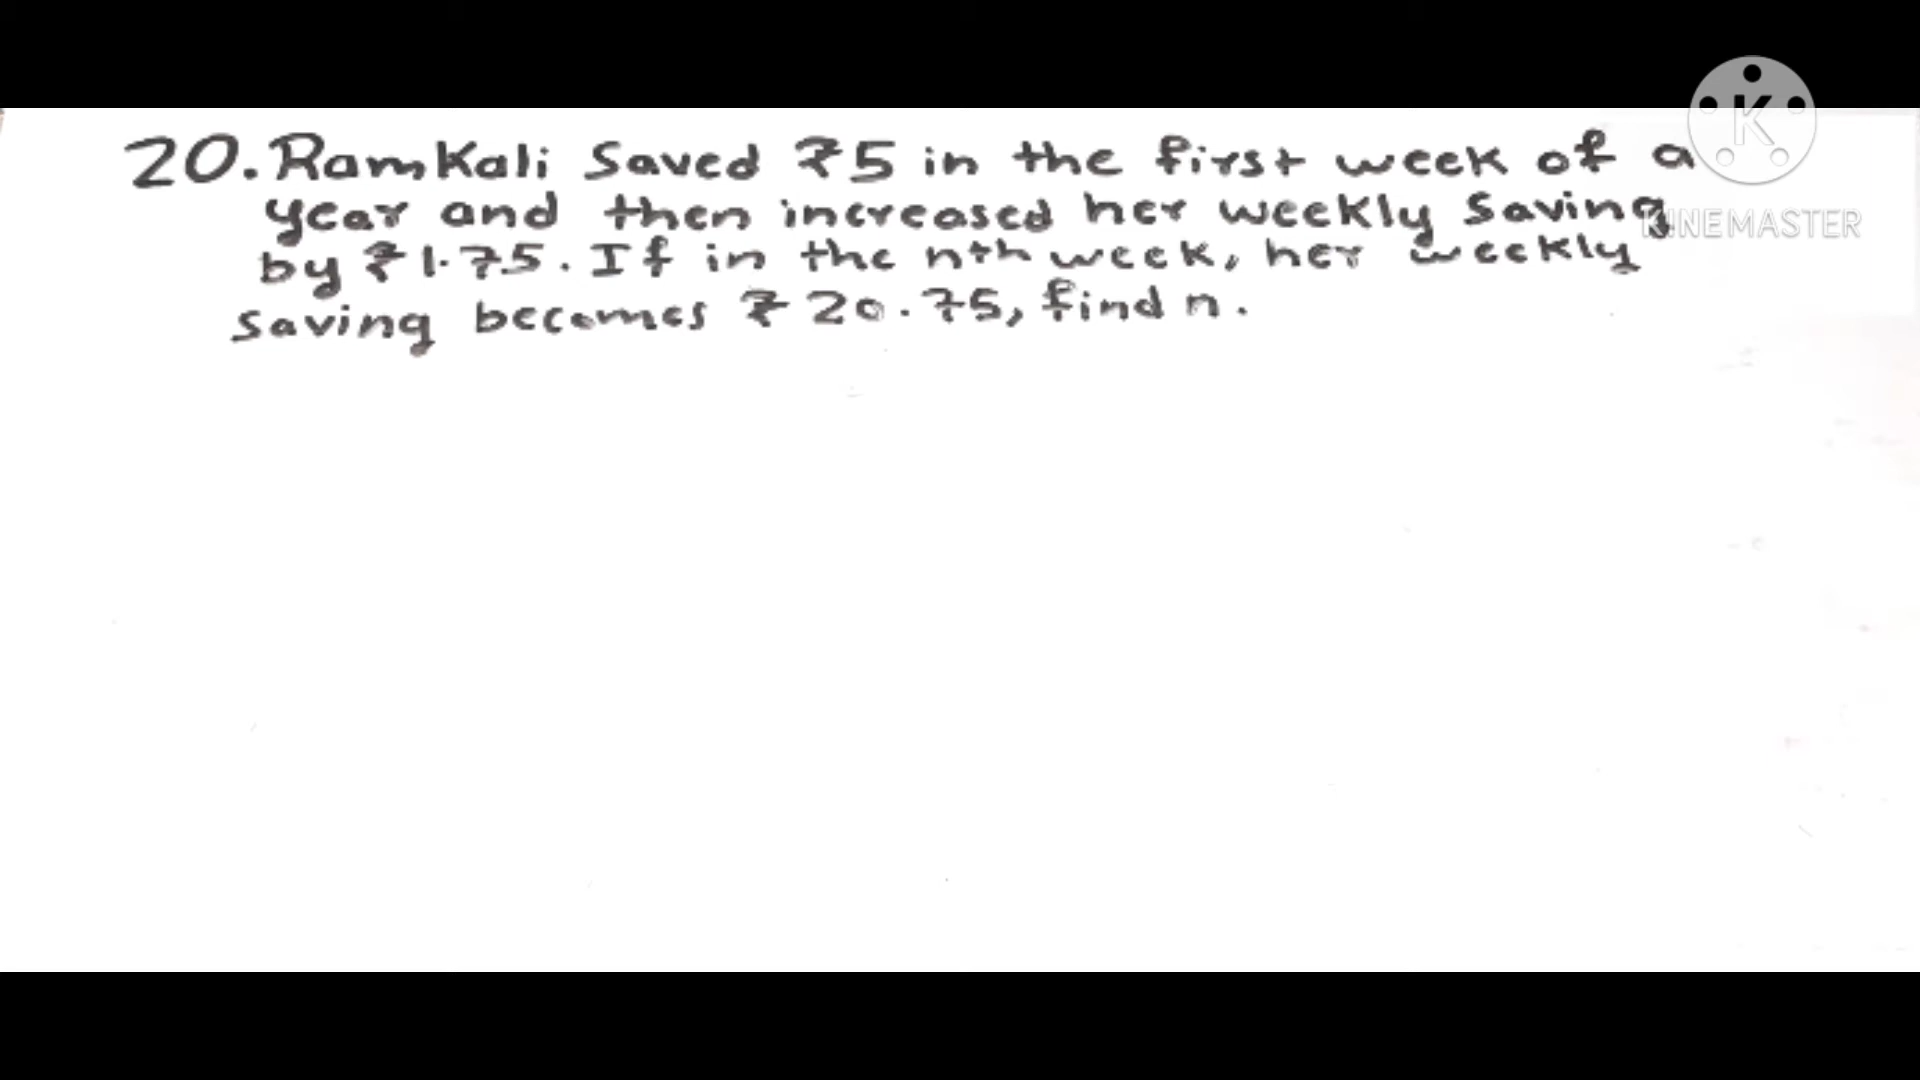 20. Ramkali Saved ₹5 in the first week of a
year and then increased her weekly Saving
by ₹1.75. If in the nth week, her weekly
saving becomes ₹20.75, find n.
K
KINEMASTER